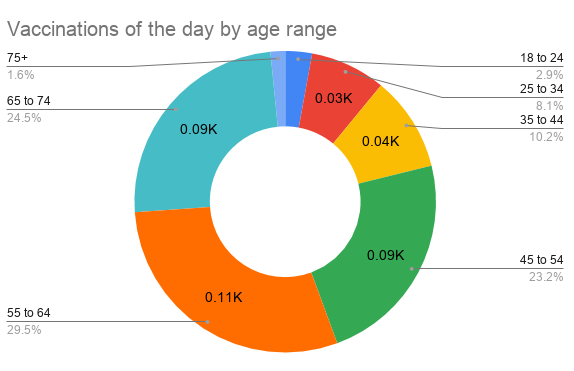 Vaccinations of the day by age range
75+
1.6%
65 to 74
24.5%
55 to 64
29.5%
18 to 24
2.9%
25 to 34
8.1%
35 to 44
10.2%
45 to 54
23.2%
0.03K
0.04K
0.09K
0.11K
0.09K